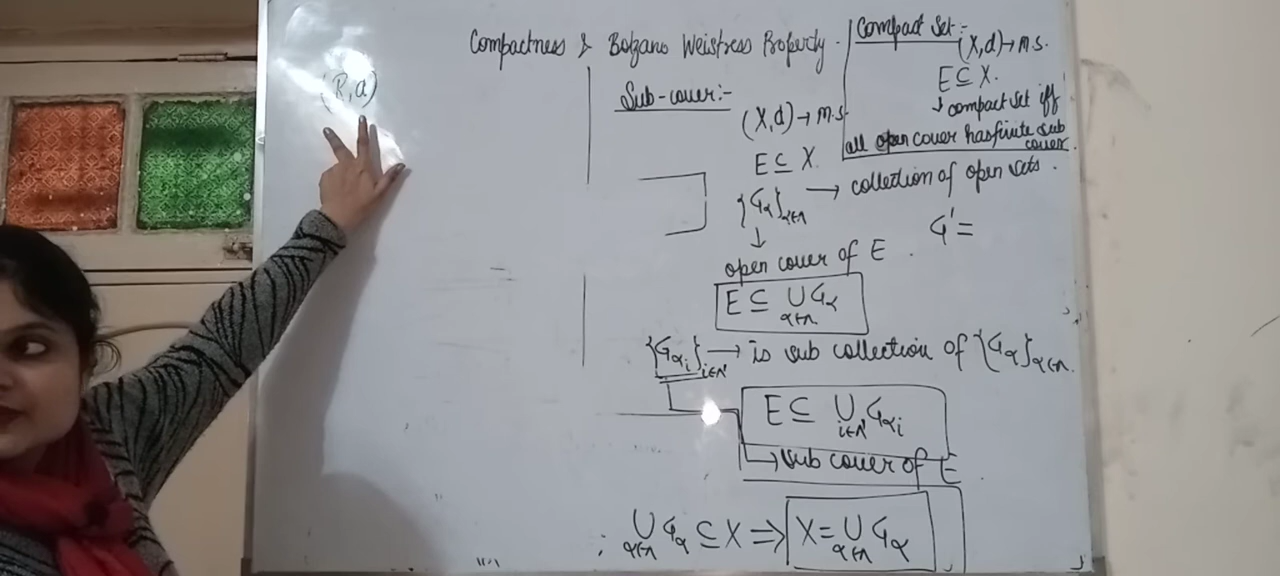 Compactness & Bolzano Weistress Property.
(R,d)
Sub-cover:-
(X,d) → m.s.
E ⊆ X.
{Gα}α∈Λ → collection of open sets.
↓
open cover of E.
E ⊆ ∪ Gα
α∈Λ
{Gαi}i∈Λ' → is sub collection of {Gα}α∈Λ.
E ⊆ ∪ Gαi
i∈Λ'
→ sub cover of E
∪ Gα ⊆ X ⇒ X = ∪ Gα
α∈Λ α∈Λ
Compact Set:-
(X,d) → m.s.
E ⊆ X.
↓ compact set iff
all open cover has finite sub
cover.
G' =